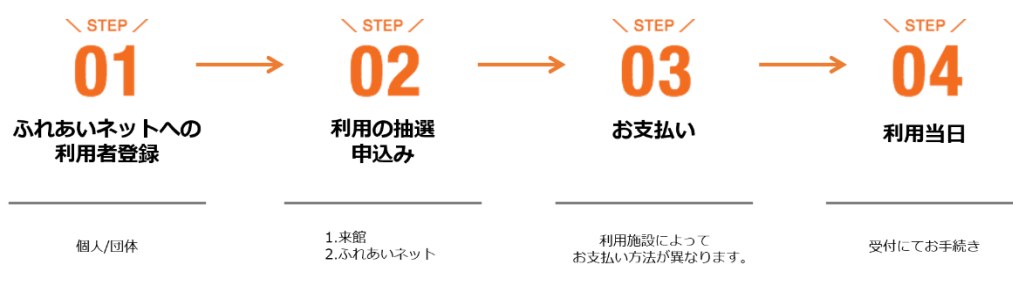 ＼ STEP ／
01
ふれあいネットへの
利用者登録
個人/団体
＼ STEP ／
02
利用の抽選
申込み
1.来館
2.ふれあいネット
＼ STEP ／
03
お支払い
利用施設によって
お支払い方法が異なります。
＼ STEP ／
04
利用当日
受付にてお手続き